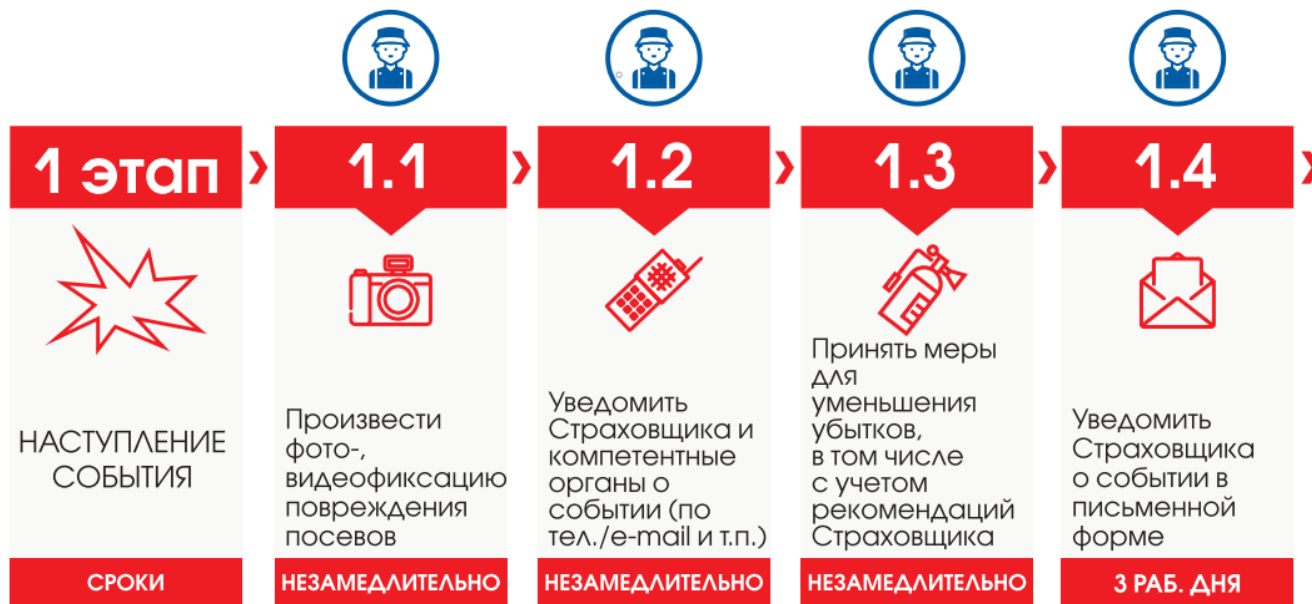 1 этап
НАСТУПЛЕНИЕ
СОБЫТИЯ
СРОКИ
1.1
Произвести
фото-,
видеофиксацию
повреждения
посевов
НЕЗАМЕДЛИТЕЛЬНО
1.2
Уведомить
Страховщика и
компетентные
органы о
событии (по
тел./e-mail и т.п.)
НЕЗАМЕДЛИТЕЛЬНО
1.3
Принять меры
для
уменьшения
убытков,
в том числе
с учетом
рекомендаций
Страховщика
НЕЗАМЕДЛИТЕЛЬНО
1.4
Уведомить
Страховщика
о событии в
письменной
форме
3 РАБ. ДНЯ